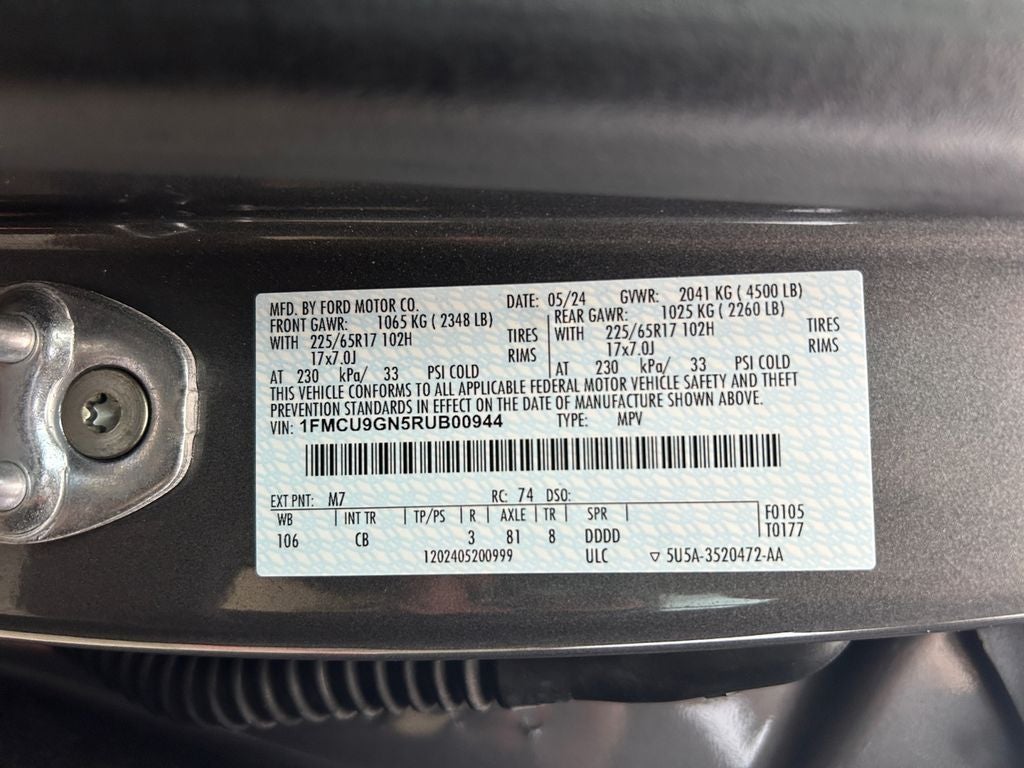 MFD. BY FORD MOTOR CO. DATE: 05/24 GVWR: 2041 KG ( 4500 LB)
FRONT GAWR: 1065 KG ( 2348 LB) REAR GAWR: 1025 KG ( 2260 LB)
WITH 225/65R17 102H TIRES WITH 225/65R17 102H TIRES
17x7.0J RIMS 17x7.0J RIMS
AT 230 kPa/ 33 PSI COLD AT 230 kPa/ 33 PSI COLD
THIS VEHICLE CONFORMS TO ALL APPLICABLE FEDERAL MOTOR VEHICLE SAFETY AND THEFT
PREVENTION STANDARDS IN EFFECT ON THE DATE OF MANUFACTURE SHOWN ABOVE.
VIN: 1FMCU9GN5RUB00944 TYPE: MPV
EXT PNT: M7 RC: 74 DSO:
WB INT TR TP/PS R AXLE TR SPR F0105
106 CB 3 81 8 DDDD T0177
1202405200999 ULC ▽ 5U5A-3520472-AA